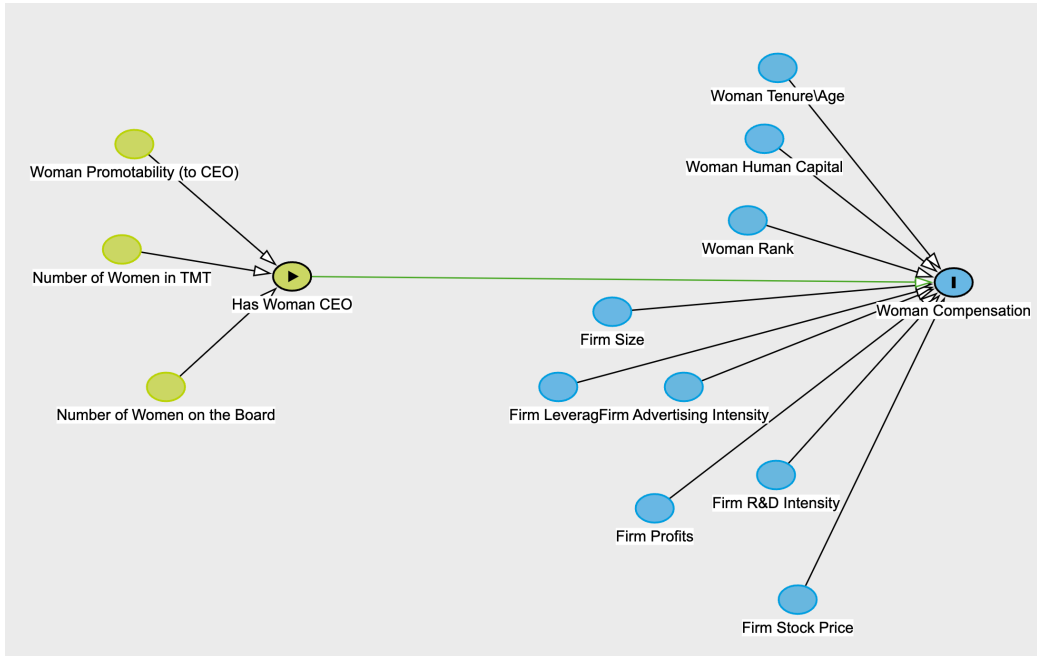 Woman Tenure\Age
Woman Promotability (to CEO)
Woman Human Capital
Woman Rank
Number of Women in TMT
Has Woman CEO
Woman Compensation
Firm Size
Number of Women on the Board
Firm Leverag
Firm Advertising Intensity
Firm R&D Intensity
Firm Profits
Firm Stock Price